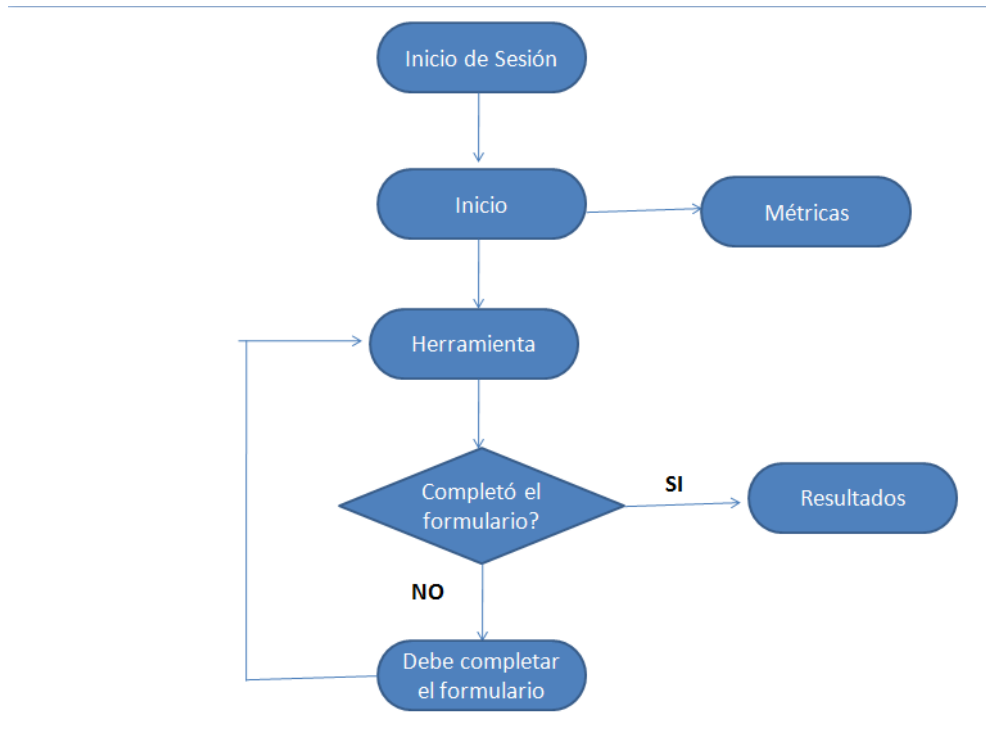 Inicio de Sesión
Inicio
Métricas
Herramienta
Completó el
formulario?
SI
Resultados
NO
Debe completar
el formulario